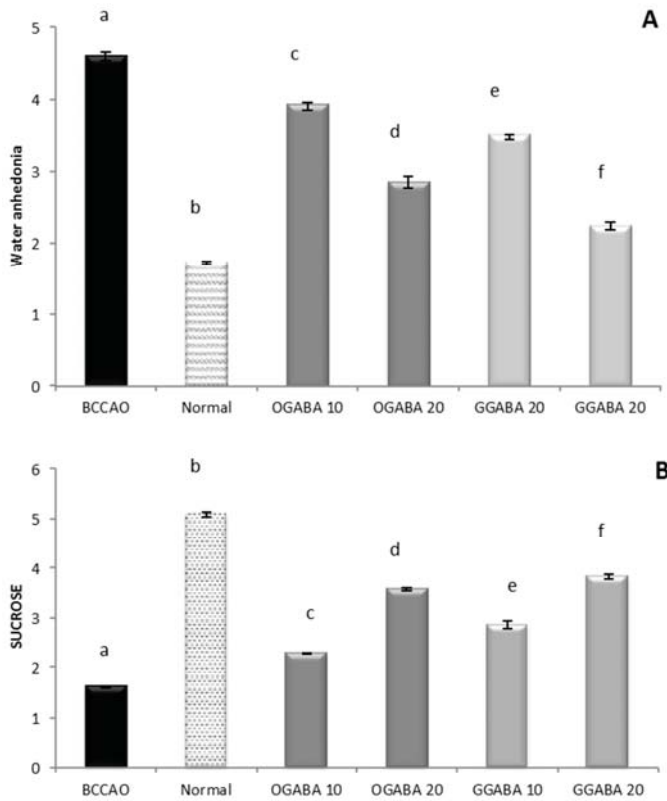 A
a
5
c
4
e
d
3
f
b
2
1
0
Water anhedonia
BCCAO Normal OGABA 10 OGABA 20 GGABA 20 GGABA 20
B
6
b
5
f
d
4
e
c
3
a
2
1
0
SUCROSE
BCCAO Normal OGABA 10 OGABA 20 GGABA 10 GGABA 20